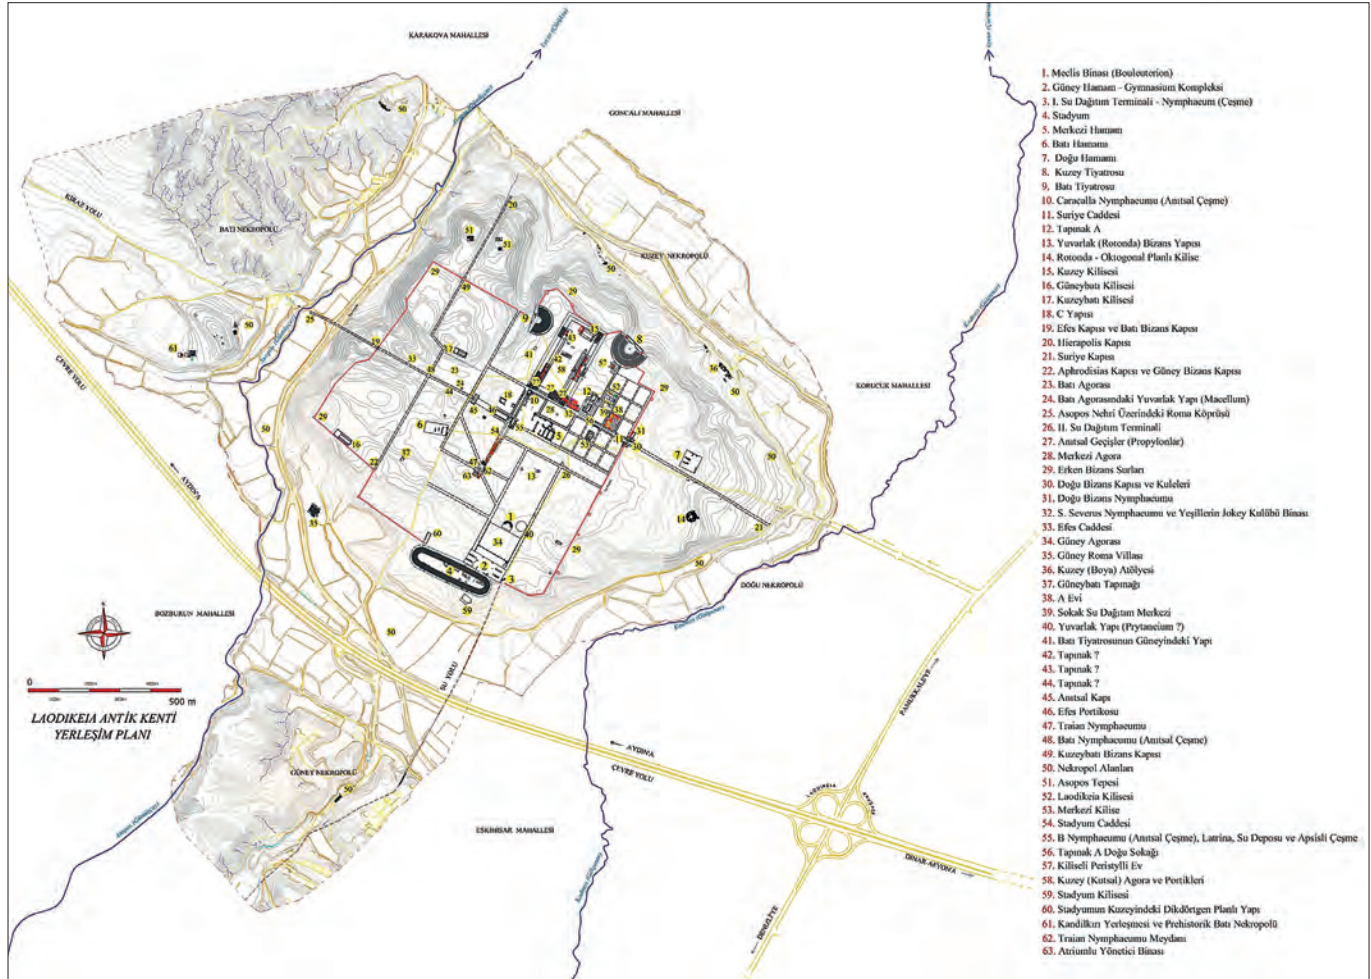 KARAKOVA MAHALLESİ
GONCALI MAHALLESİ
KİRAZ YOLU
BATI NEKROPOLÜ
KUZEY NEKROPOLÜ
ÇEVRE YOLU
AYDIN'A
KORUCUK MAHALLESİ
DOĞU NEKROPOLÜ
BOZBURUN MAHALLESİ
SU YOLU
PAMUKKALE'YE
0
500 m
LAODIKEIA ANTİK KENTİ
YERLEŞİM PLANI
GÜNEY NEKROPOLÜ
AYDIN'A
ÇEVRE YOLU
ESKİHİSAR MAHALLESİ
DİNAR-AFYON'A
DENİZLİ'YE
1. Meclis Binası (Bouleuterion)
2. Güney Hamam - Gymnasium Kompleksi
3. I. Su Dağıtım Terminali - Nymphaeum (Çeşme)
4. Stadyum
5. Merkezi Hamam
6. Batı Hamamı
7. Doğu Hamamı
8. Kuzey Tiyatrosu
9. Batı Tiyatrosu
10. Caracalla Nymphaeumu (Anıtsal Çeşme)
11. Suriye Caddesi
12. Tapınak A
13. Yuvarlak (Rotonda) Bizans Yapısı
14. Rotonda - Oktogonal Planlı Kilise
15. Kuzey Kilisesi
16. Güneybatı Kilisesi
17. Kuzeybatı Kilisesi
18. C Yapısı
19. Efes Kapısı ve Batı Bizans Kapısı
20. Hierapolis Kapısı
21. Suriye Kapısı
22. Aphrodisias Kapısı ve Güney Bizans Kapısı
23. Batı Agorası
24. Batı Agorasındaki Yuvarlak Yapı (Macellum)
25. Asopos Nehri Üzerindeki Roma Köprüsü
26. II. Su Dağıtım Terminali
27. Anıtsal Geçişler (Propylonlar)
28. Merkezi Agora
29. Erken Bizans Surları
30. Doğu Bizans Kapısı ve Kuleleri
31. Doğu Bizans Nymphaeumu
32. S. Severus Nymphaeumu ve Yeşillerin Jokey Kulübü Binası
33. Efes Caddesi
34. Güney Agorası
35. Güney Roma Villası
36. Kuzey (Boya) Atölyesi
37. Güneybatı Tapınağı
38. A Evi
39. Sokak Su Dağıtım Merkezi
40. Yuvarlak Yapı (Prytaneium ?)
41. Batı Tiyatrosunun Güneyindeki Yapı
42. Tapınak ?
43. Tapınak ?
44. Tapınak ?
45. Anıtsal Kapı
46. Efes Portikosu
47. Traian Nymphaeumu
48. Batı Nymphaeumu (Anıtsal Çeşme)
49. Kuzeybatı Bizans Kapısı
50. Nekropol Alanları
51. Asopos Tepesi
52. Laodikeia Kilisesi
53. Merkezi Kilise
54. Stadyum Caddesi
55. B Nymphaeumu (Anıtsal Çeşme), Latrina, Su Deposu ve Apsisli Çeşme
56. Tapınak A Doğu Sokağı
57. Kiliseli Peristylli Ev
58. Kuzey (Kutsal) Agora ve Portikleri
59. Stadyum Kilisesi
60. Stadyumun Kuzeyindeki Dikdörtgen Planlı Yapı
61. Kandilkırı Yerleşmesi ve Prehistorik Batı Nekropolü
62. Traian Nymphaeumu Meydanı
63. Atriumlu Yönetici Binası